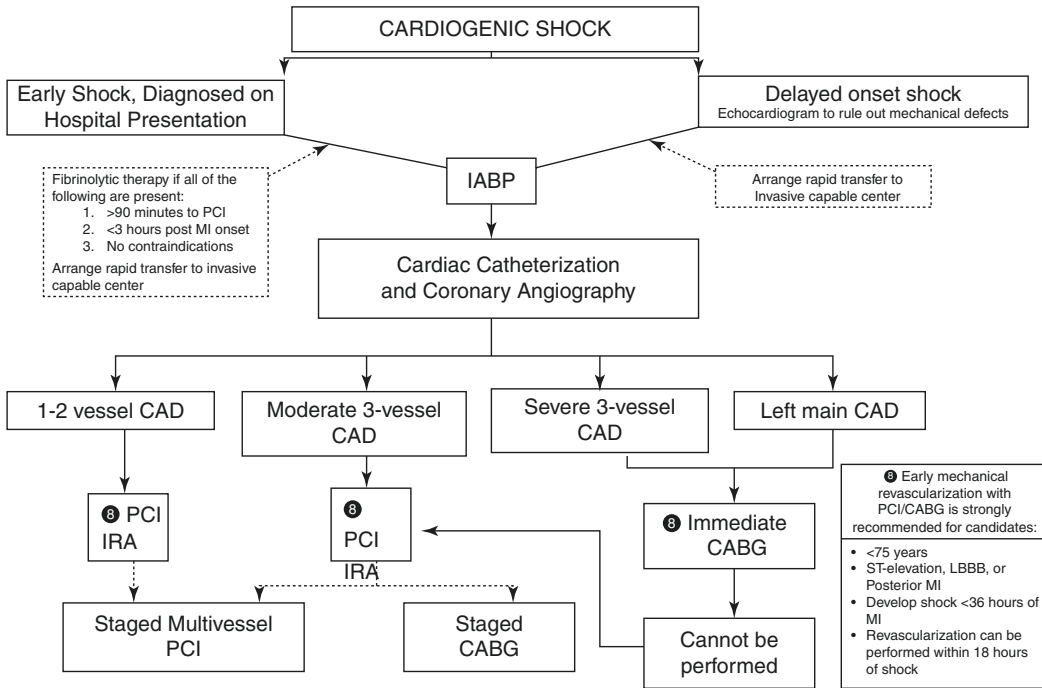 CARDIOGENIC SHOCK
Early Shock, Diagnosed on
Hospital Presentation
Delayed onset shock
Echocardiogram to rule out mechanical defects
Fibrinolytic therapy if all of the
following are present:
1. >90 minutes to PCI
2. <3 hours post MI onset
3. No contraindications
Arrange rapid transfer to invasive
capable center
IABP
Arrange rapid transfer to
Invasive capable center
Cardiac Catheterization
and Coronary Angiography
1-2 vessel CAD
Moderate 3-vessel
CAD
Severe 3-vessel
CAD
Left main CAD
8 PCI
IRA
8
PCI
IRA
8 Immediate
CABG
Staged Multivessel
PCI
Staged
CABG
Cannot be
performed
8 Early mechanical
revascularization with
PCI/CABG is strongly
recommended for candidates:
• <75 years
• ST-elevation, LBBB, or
Posterior MI
• Develop shock <36 hours of
MI
• Revascularization can be
performed within 18 hours
of shock